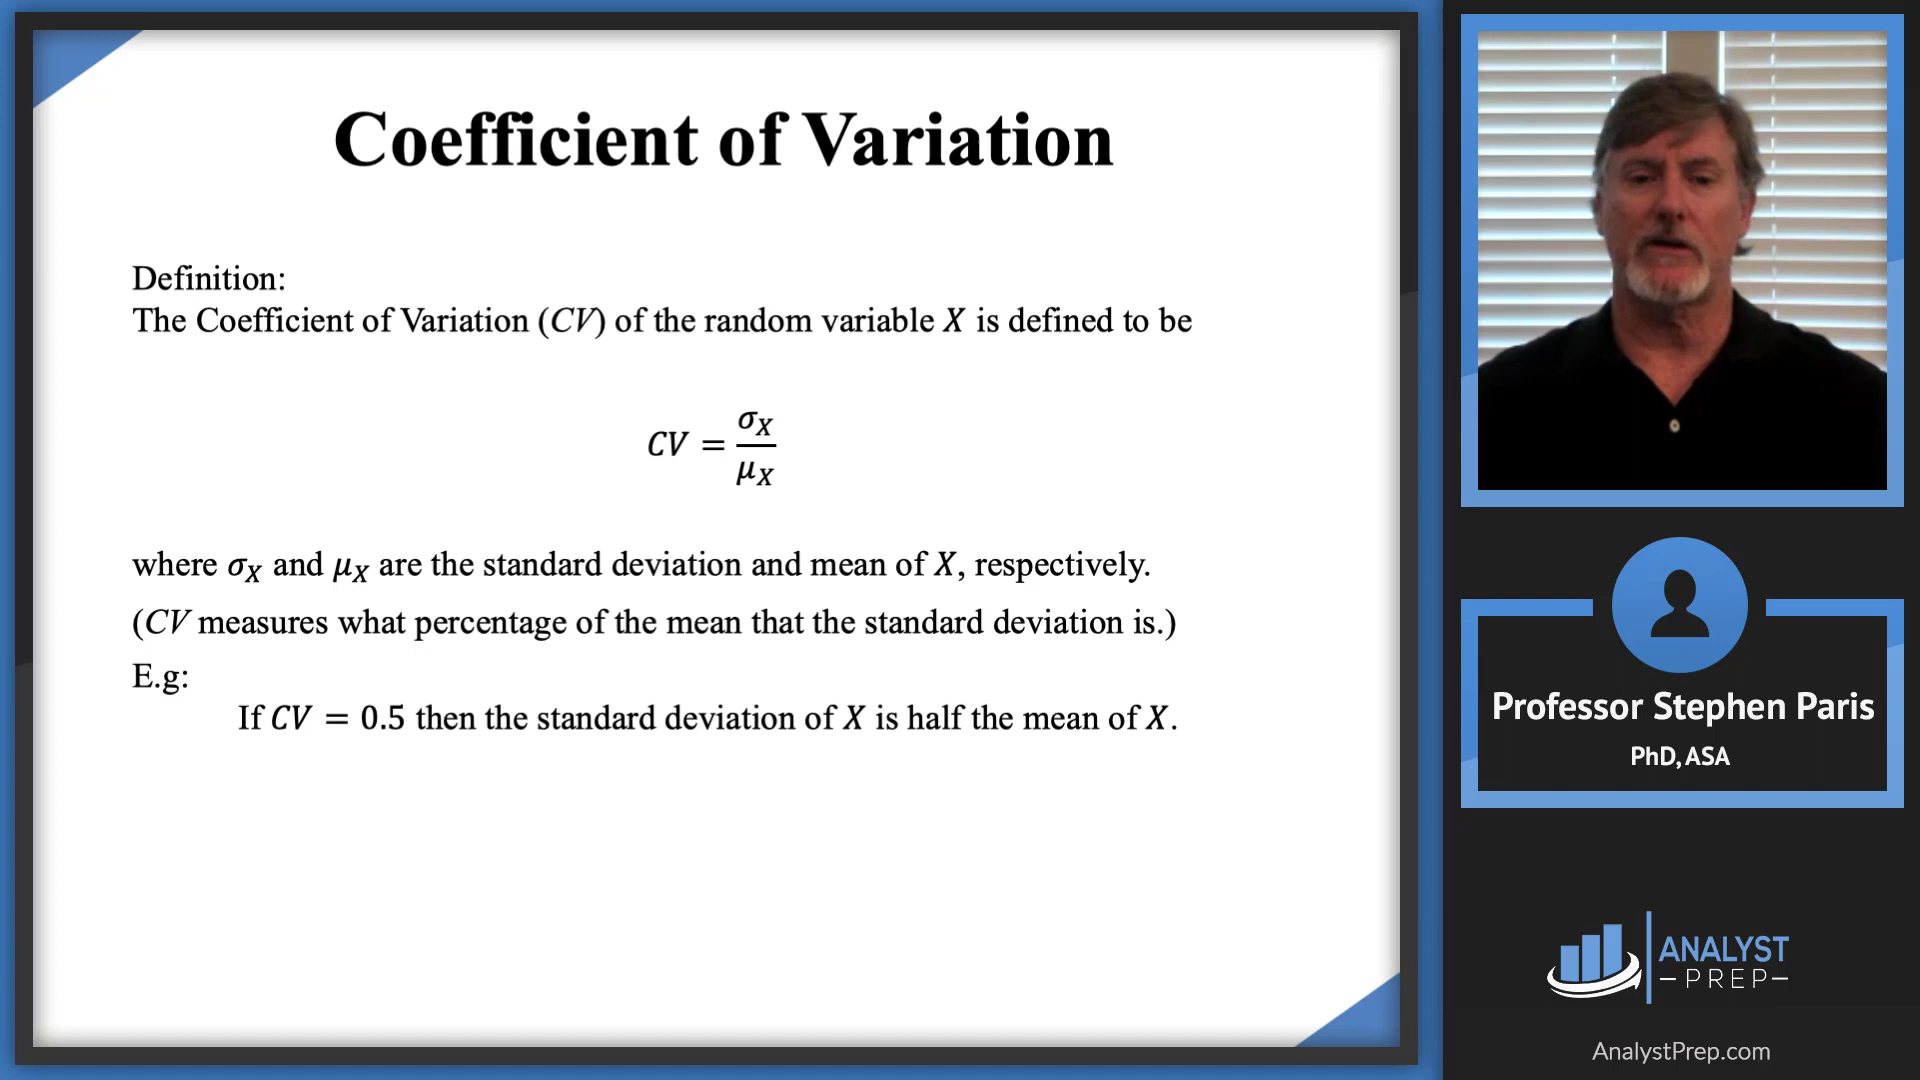 Coefficient of Variation
Definition:
The Coefficient of Variation (CV) of the random variable X is defined to be
CV = σX / μX
where σX and μX are the standard deviation and mean of X, respectively.
(CV measures what percentage of the mean that the standard deviation is.)
E.g:
If CV = 0.5 then the standard deviation of X is half the mean of X.
Professor Stephen Paris
PhD, ASA
ANALYST
PREP
AnalystPrep.com